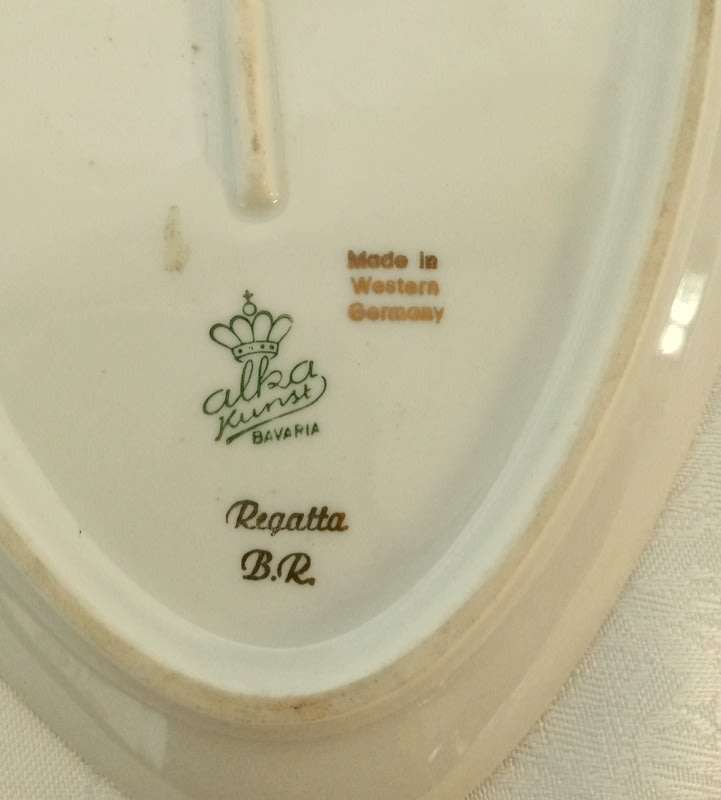 Made in
Western
Germany
alka
Kunst
BAVARIA
Regatta
B.R.